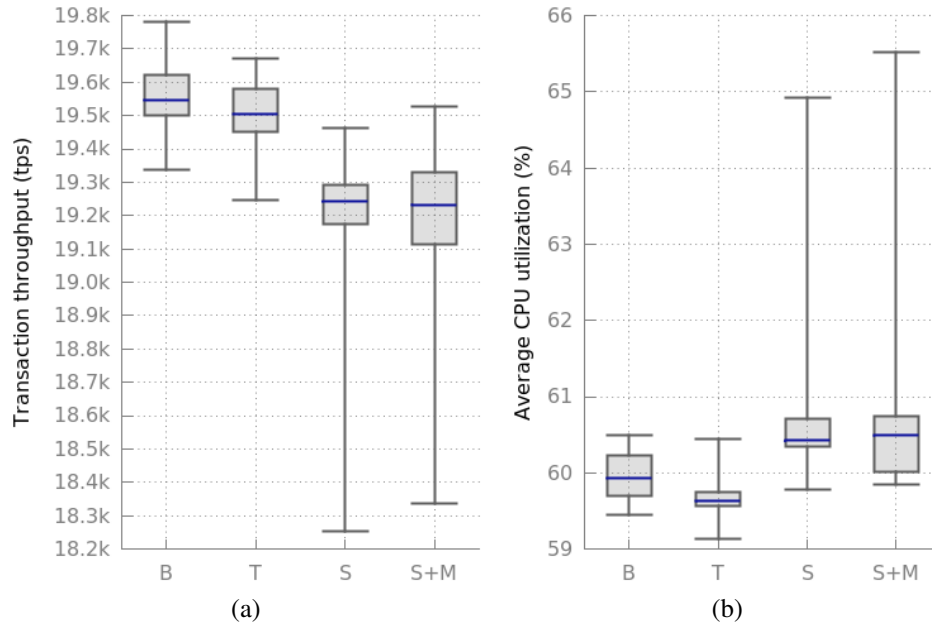 Transaction throughput (tps)
19.8k
19.7k
19.6k
19.5k
19.4k
19.3k
19.2k
19.1k
19.0k
18.9k
18.8k
18.7k
18.6k
18.5k
18.4k
18.3k
18.2k
B T S S+M
(a)
Average CPU utilization (%)
66
65
64
63
62
61
60
59
B T S S+M
(b)